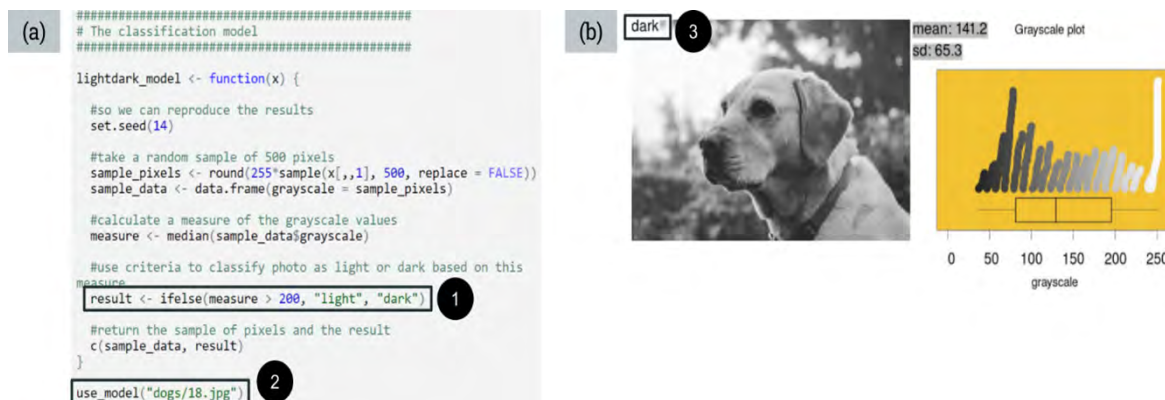 (a)
################################################
# The classification model
################################################
lightdark_model <- function(x) {
#so we can reproduce the results
set.seed(14)
#take a random sample of 500 pixels
sample_pixels <- round(255*sample(x[,,1], 500, replace = FALSE))
sample_data <- data.frame(grayscale = sample_pixels)
#calculate a measure of the grayscale values
measure <- median(sample_data$grayscale)
#use criteria to classify photo as light or dark based on this
measure
result <- ifelse(measure > 200, "light", "dark")
1
#return the sample of pixels and the result
c(sample_data, result)
}
use_model("dogs/18.jpg")
2
(b)
dark
3
mean: 141.2
sd: 65.3
Grayscale plot
0 50 100 150 200 250
grayscale